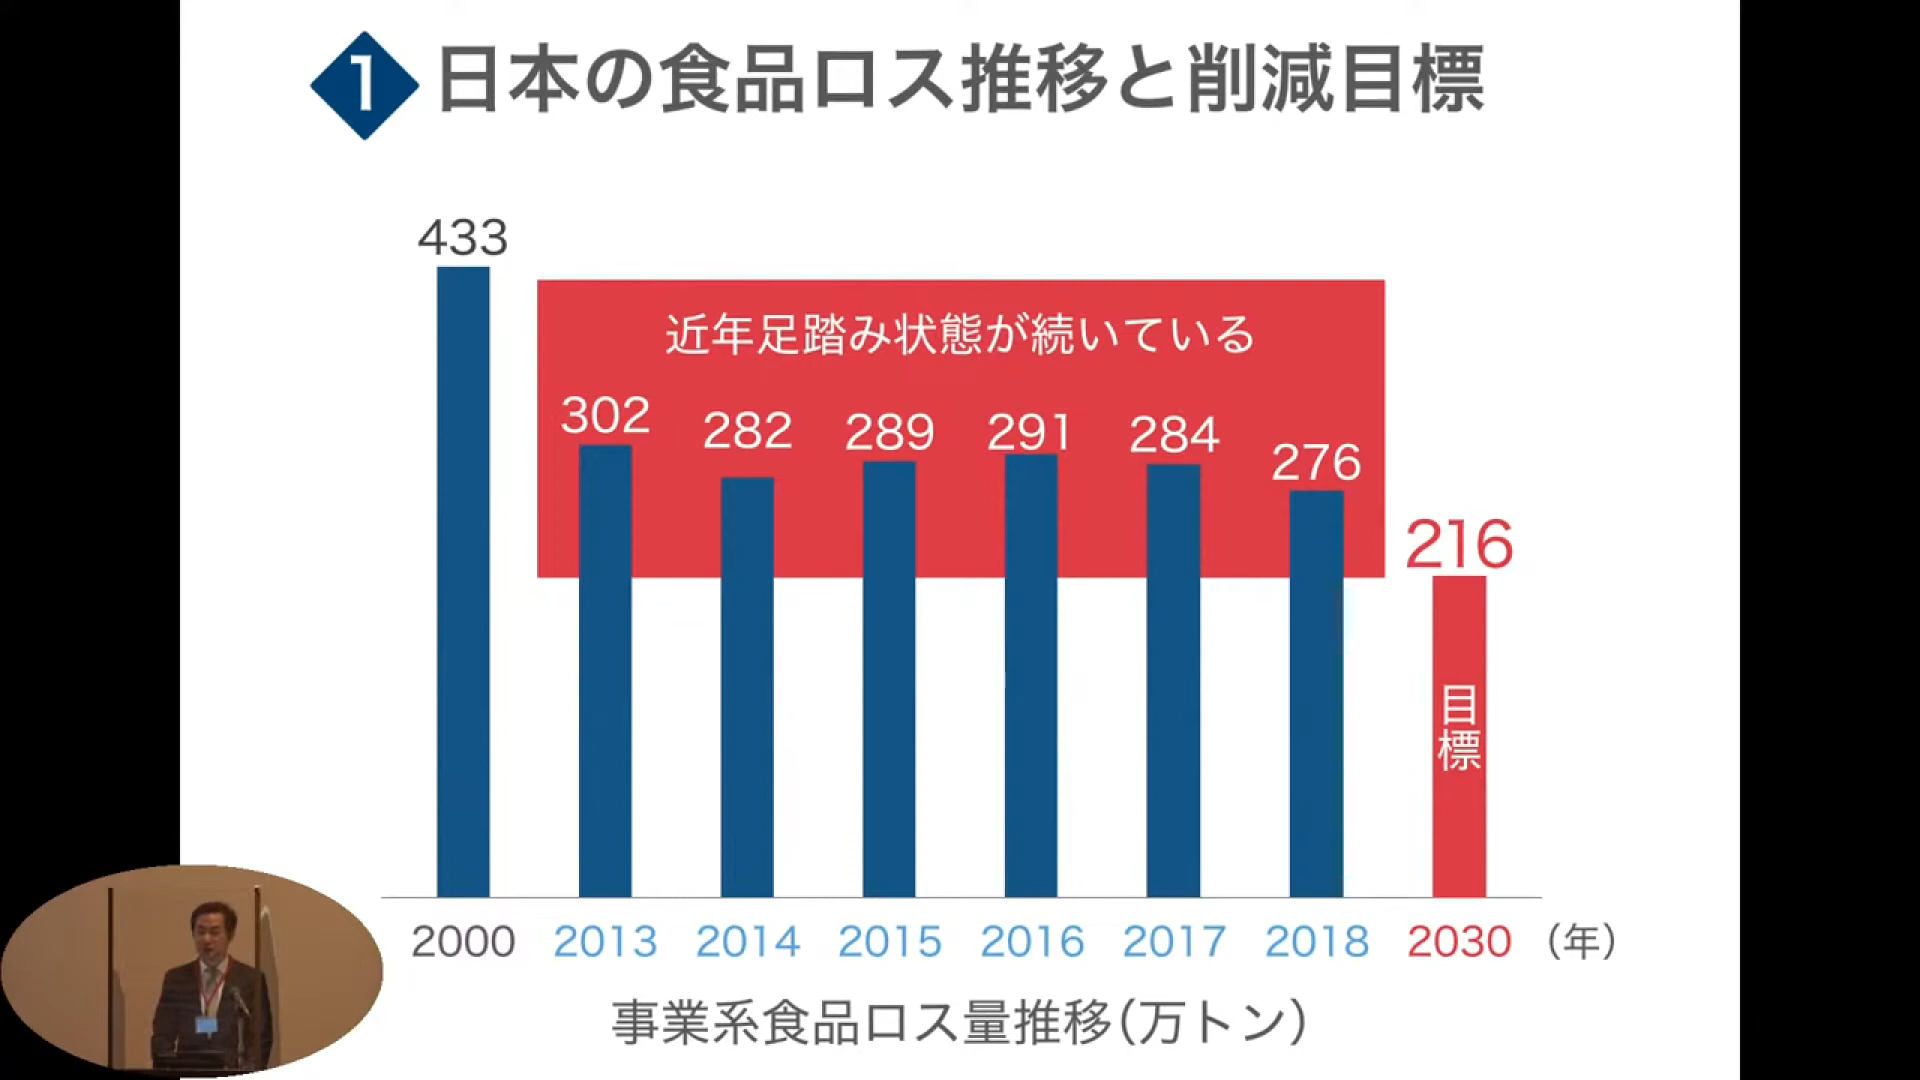 1 日本の食品ロス推移と削減目標
433
近年足踏み状態が続いている
302 282 289 291 284 276
216
目標
2000 2013 2014 2015 2016 2017 2018 2030 （年）
事業系食品ロス量推移（万トン）